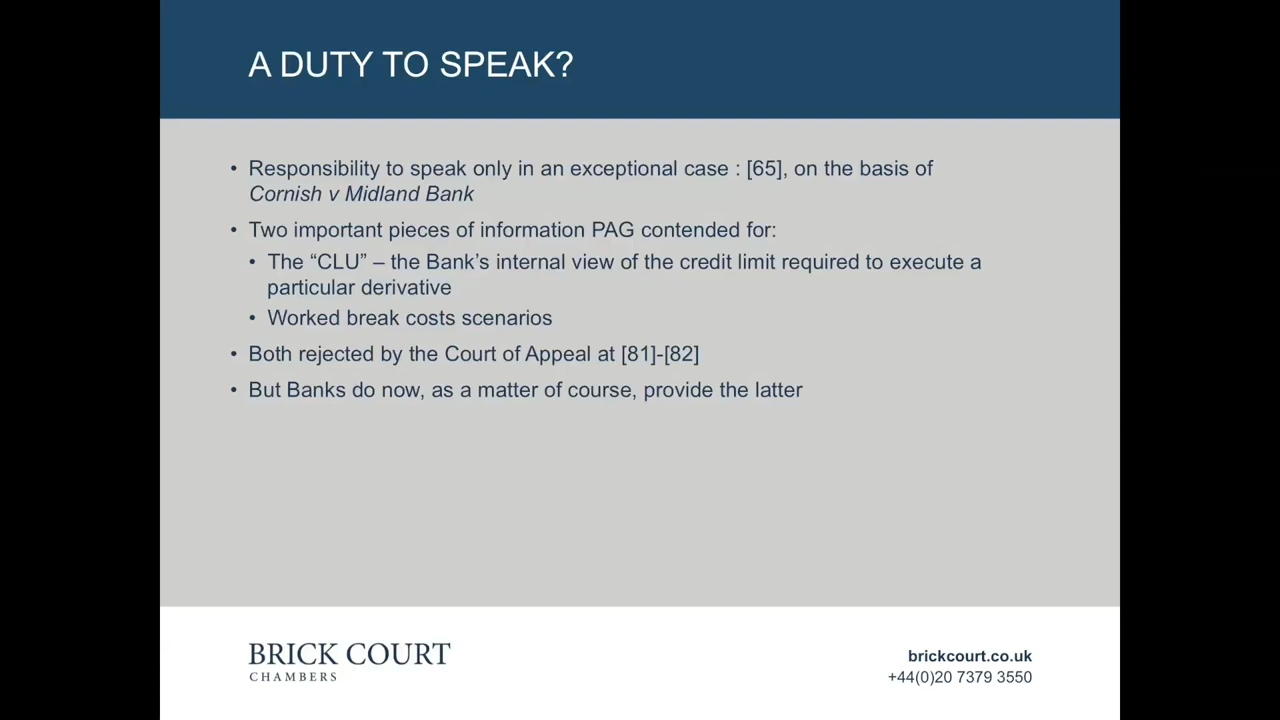 A DUTY TO SPEAK?
• Responsibility to speak only in an exceptional case : [65], on the basis of
Cornish v Midland Bank
• Two important pieces of information PAG contended for:
• The “CLU” – the Bank’s internal view of the credit limit required to execute a
particular derivative
• Worked break costs scenarios
• Both rejected by the Court of Appeal at [81]-[82]
• But Banks do now, as a matter of course, provide the latter
BRICK COURT
CHAMBERS
brickcourt.co.uk
+44(0)20 7379 3550